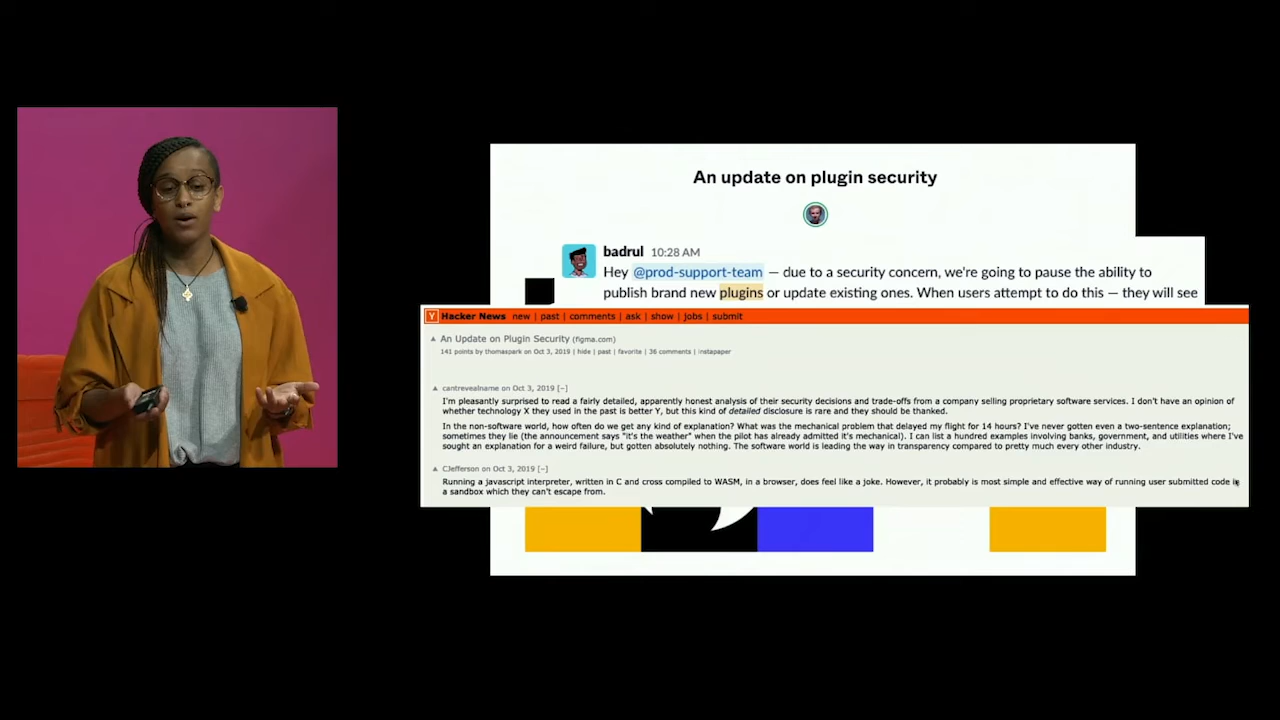 An update on plugin security
badrul 10:28 AM
Hey @prod-support-team — due to a security concern, we're going to pause the ability to
publish brand new plugins or update existing ones. When users attempt to do this — they will see
Y Hacker News new | past | comments | ask | show | jobs | submit
An Update on Plugin Security (figma.com)
141 points by thomaspark on Oct 3, 2019 | hide | past | favorite | 36 comments | instapaper
cantrevealname on Oct 3, 2019 [–]
I'm pleasantly surprised to read a fairly detailed, apparently honest analysis of their security decisions and trade-offs from a company selling proprietary software services. I don't have an opinion of
whether technology X they used in the past is better Y, but this kind of detailed disclosure is rare and they should be thanked.
In the non-software world, how often do we get any kind of explanation? What was the mechanical problem that delayed my flight for 14 hours? I've never gotten even a two-sentence explanation;
sometimes they lie (the announcement says "it's the weather" when the pilot has already admitted it's mechanical). I can list a hundred examples involving banks, government, and utilities where I've
sought an explanation for a weird failure, but gotten absolutely nothing. The software world is leading the way in transparency compared to pretty much every other industry.
CJefferson on Oct 3, 2019 [–]
Running a javascript interpreter, written in C and cross compiled to WASM, in a browser, does feel like a joke. However, it probably is most simple and effective way of running user submitted code in
a sandbox which they can't escape from.